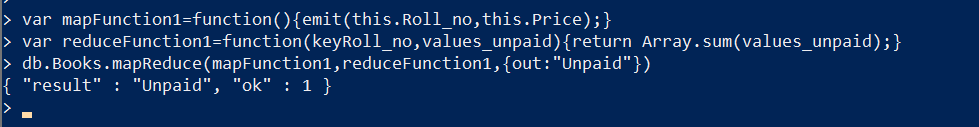 > var mapFunction1=function(){emit(this.Roll_no,this.Price);}
> var reduceFunction1=function(keyRoll_no,values_unpaid){return Array.sum(values_unpaid);}
> db.Books.mapReduce(mapFunction1,reduceFunction1,{out:"Unpaid"})
{ "result" : "Unpaid", "ok" : 1 }
>